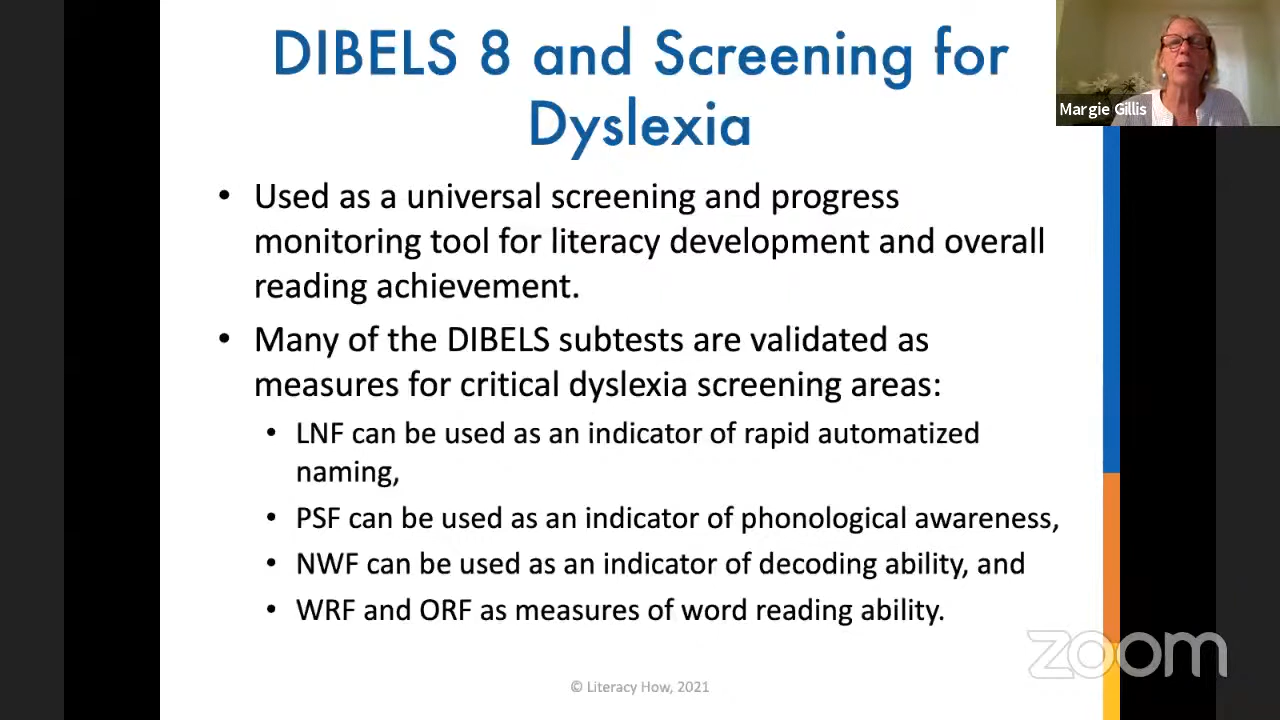 DIBELS 8 and Screening for
Dyslexia
Margie Gillis
• Used as a universal screening and progress
monitoring tool for literacy development and overall
reading achievement.
• Many of the DIBELS subtests are validated as
measures for critical dyslexia screening areas:
• LNF can be used as an indicator of rapid automatized
naming,
• PSF can be used as an indicator of phonological awareness,
• NWF can be used as an indicator of decoding ability, and
• WRF and ORF as measures of word reading ability.
zoom
© Literacy How, 2021